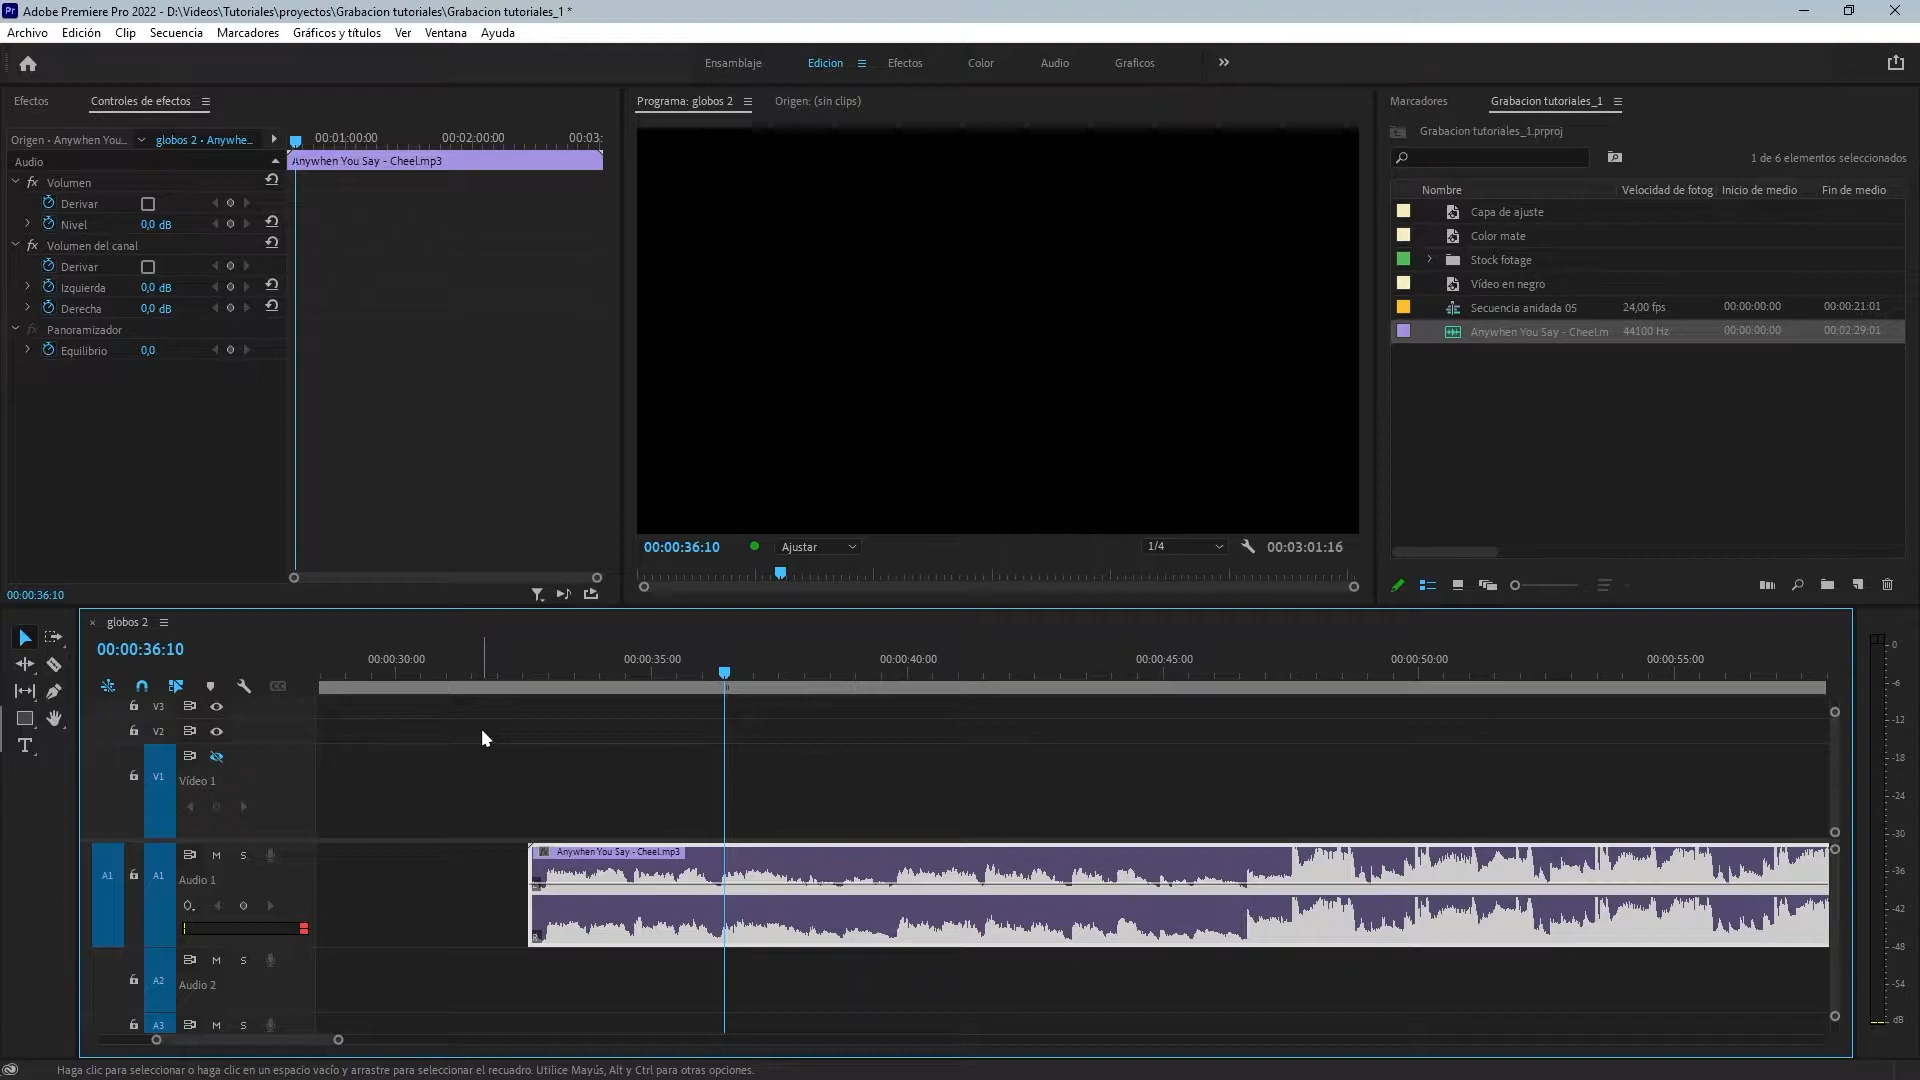 Pr Adobe Premiere Pro 2022 - D:\Videos\Tutoriales\proyectos\Grabacion tutoriales\Grabacion tutoriales_1 *
Archivo Edición Clip Secuencia Marcadores Gráficos y títulos Ver Ventana Ayuda
Ensamblaje Edicion Efectos Color Audio Graficos
Efectos Controles de efectos
Origen - Anywhen You... globos 2 - Anywhe... 00:01:00:00 00:02:00:00 00:03:
Audio Anywhen You Say - Cheel.mp3
fx Volumen
Derivar
Nivel 0,0 dB
fx Volumen del canal
Derivar
Izquierda 0,0 dB
Derecha 0,0 dB
fx Panoramizador
Equilibrio 0,0
00:00:36:10
Programa: globos 2 Origen: (sin clips)
00:00:36:10 Ajustar 1/4 00:03:01:16
Marcadores Grabacion tutoriales_1
Grabacion tutoriales_1.prproj
1 de 6 elementos seleccionados
Nombre Velocidad de fotog Inicio de medio Fin de medio
Capa de ajuste
Color mate
Stock fotage
Vídeo en negro
Secuencia anidada 05 24,00 fps 00:00:00:00 00:00:21:01
Anywhen You Say - Cheel.m 44100 Hz 00:00:00:00 00:02:29:01
globos 2
00:00:36:10
00:00:30:00 00:00:35:00 00:00:40:00 00:00:45:00 00:00:50:00 00:00:55:00
CC
V3
V2
V1 Vídeo 1
Anywhen You Say - Cheel.mp3
A1 A1 M S
Audio 1
A2 M S
Audio 2
A3 M S
T
0
-6
-12
-18
-24
-30
-36
-42
-48
-54
dB
Haga clic para seleccionar o haga clic en un espacio vacío y arrastre para seleccionar el recuadro. Utilice Mayús, Alt y Ctrl para otras opciones.